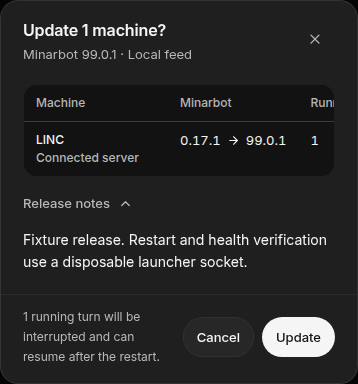 Update 1 machine?
Minarbot 99.0.1 · Local feed
Machine Minarbot Runn
LINC 0.17.1 → 99.0.1 1
Connected server
Release notes
Fixture release. Restart and health verification
use a disposable launcher socket.
1 running turn will be
interrupted and can
resume after the restart.
Cancel Update